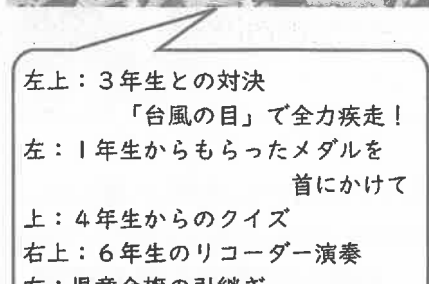 左上：３年生との対決
「台風の目」で全力疾走！
左：１年生からもらったメダルを
首にかけて
上：４年生からのクイズ
右上：６年生のリコーダー演奏